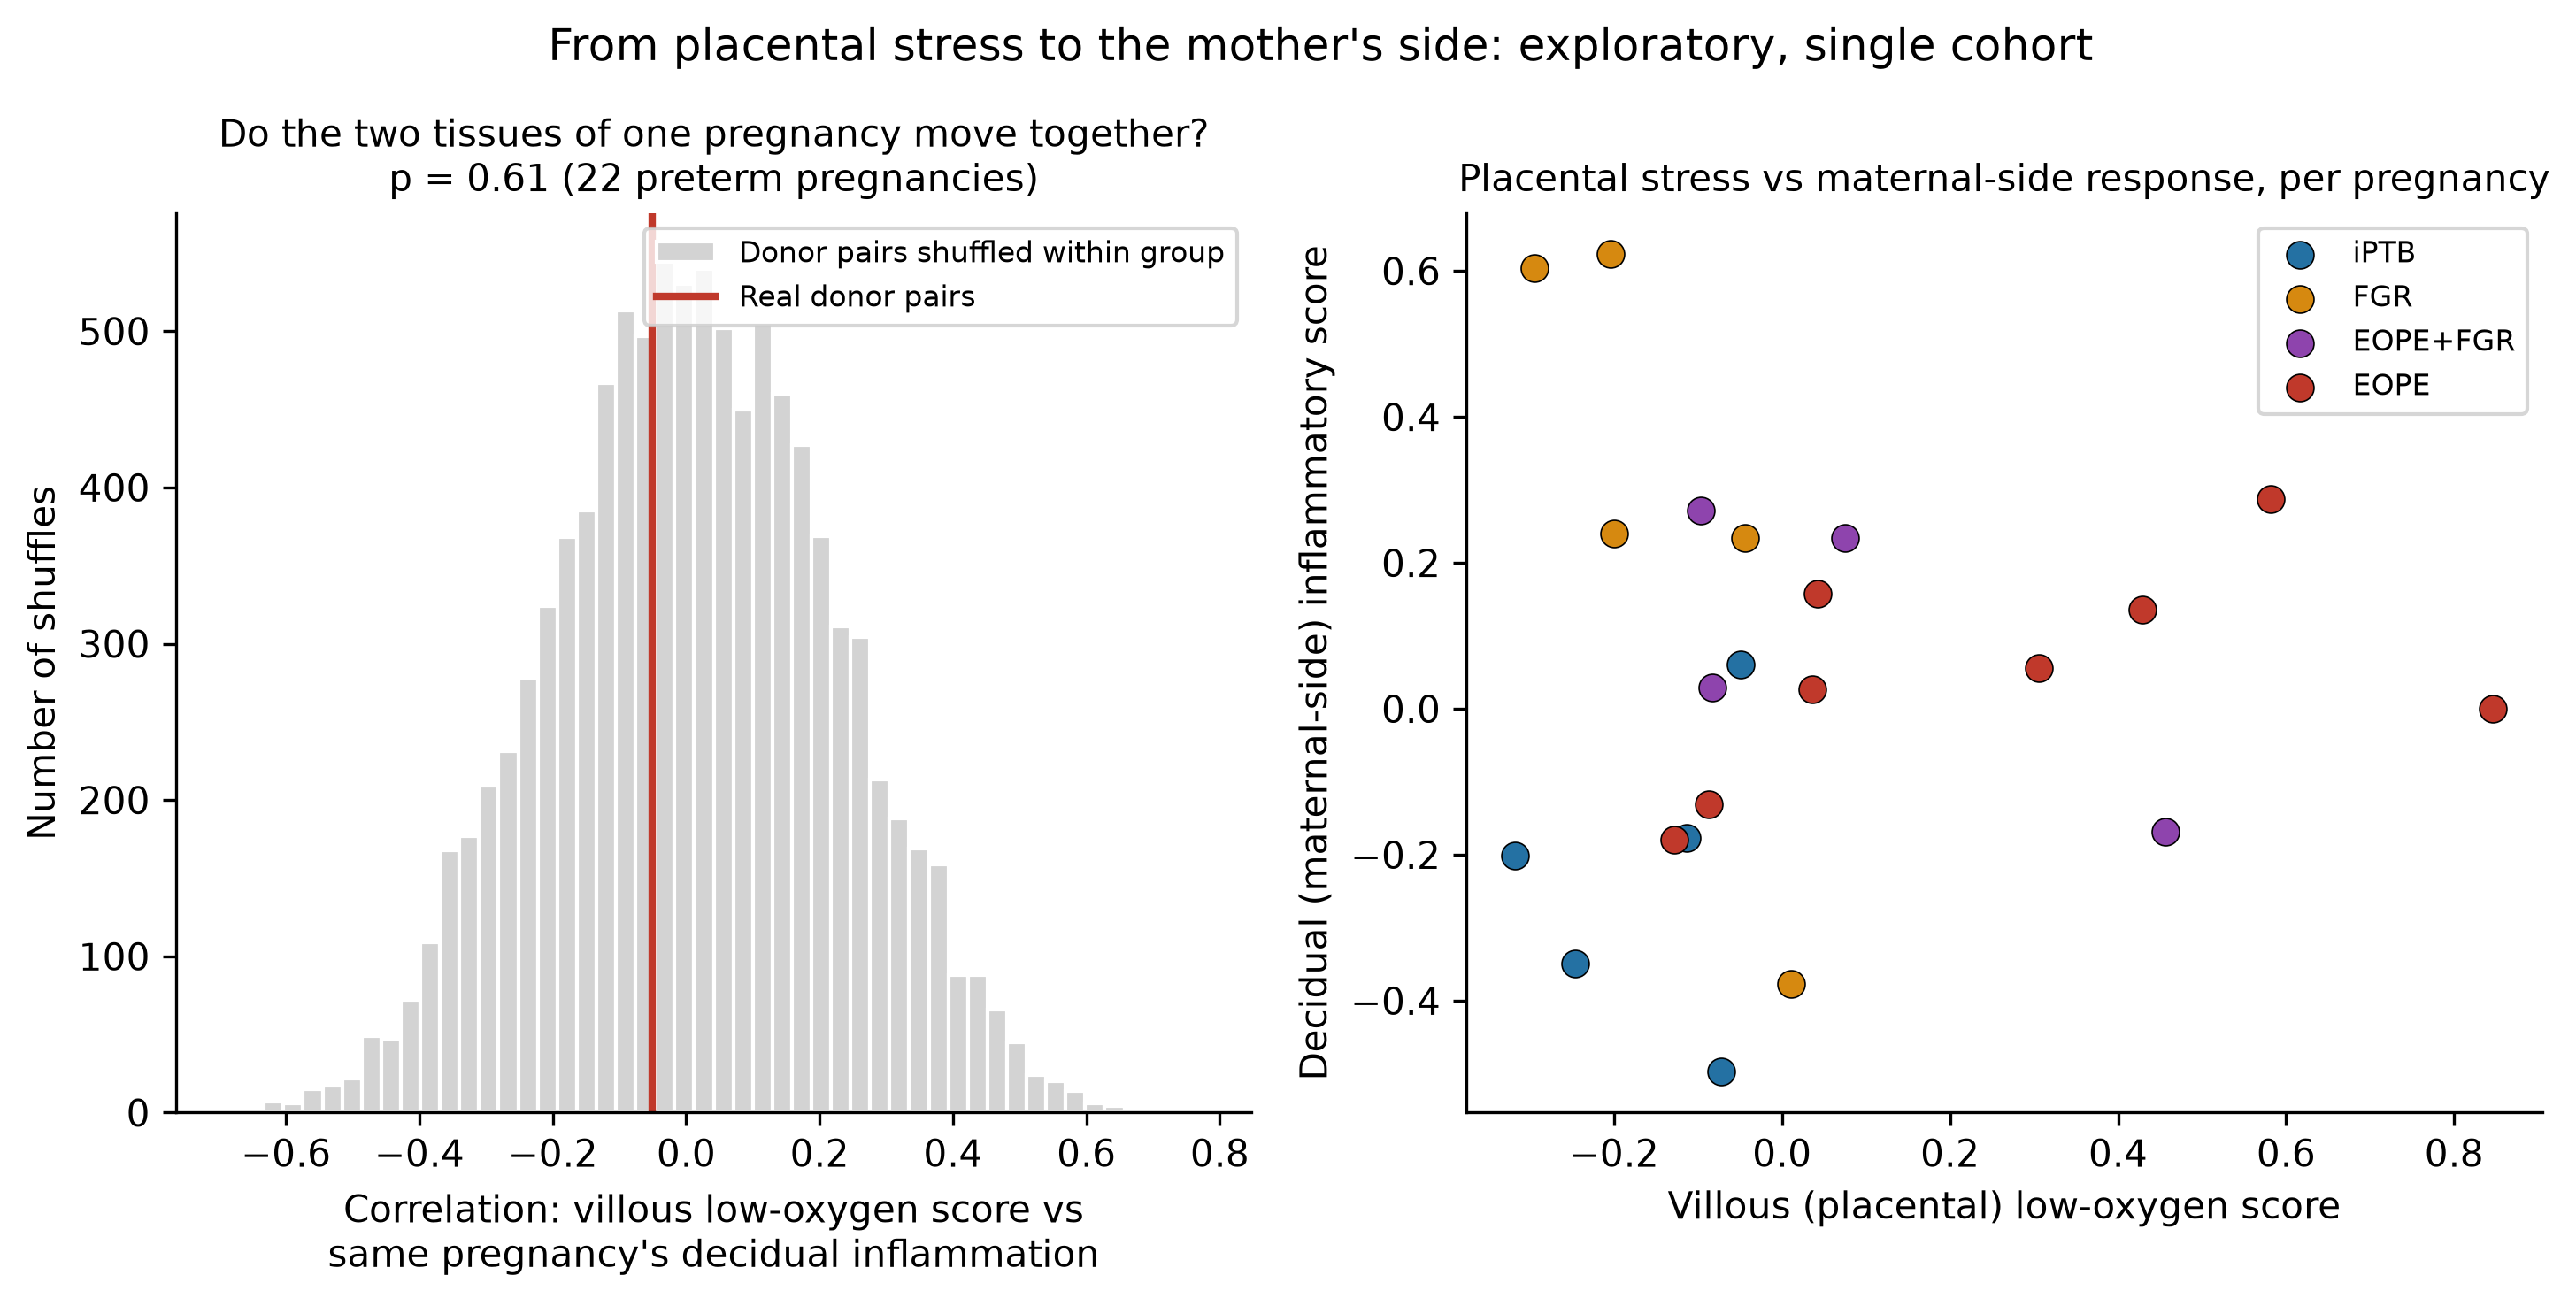 From placental stress to the mother's side: exploratory, single cohort
Do the two tissues of one pregnancy move together?
p = 0.61 (22 preterm pregnancies)
Donor pairs shuffled within group
Real donor pairs
Number of shuffles
500
400
300
200
100
0
−0.6 −0.4 −0.2 0.0 0.2 0.4 0.6 0.8
Correlation: villous low-oxygen score vs
same pregnancy's decidual inflammation
Placental stress vs maternal-side response, per pregnancy
iPTB
FGR
EOPE+FGR
EOPE
Decidual (maternal-side) inflammatory score
0.6
0.4
0.2
0.0
−0.2
−0.4
−0.2 0.0 0.2 0.4 0.6 0.8
Villous (placental) low-oxygen score